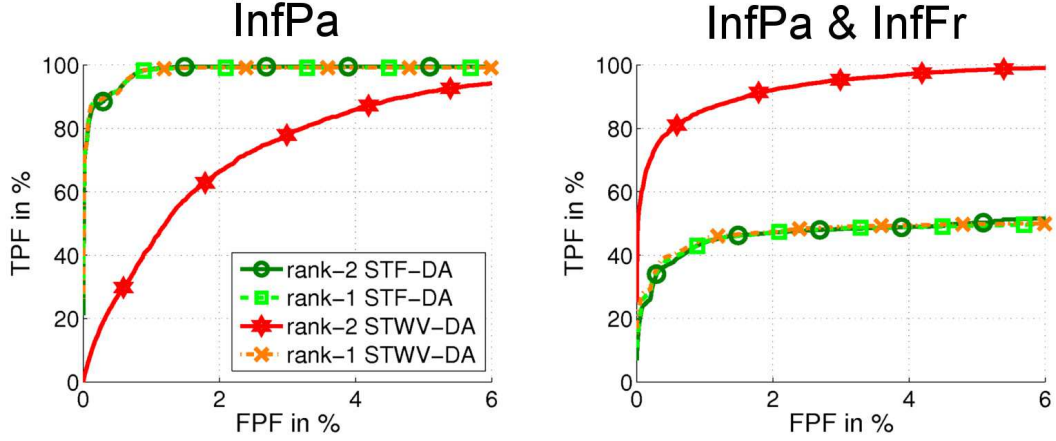 InfPa
InfPa & InfFr
100
80
60
40
20
0
TPF in %
0
2
4
6
FPF in %
rank-2 STF-DA
rank-1 STF-DA
rank-2 STWV-DA
rank-1 STWV-DA
100
80
60
40
20
0
TPF in %
0
2
4
6
FPF in %